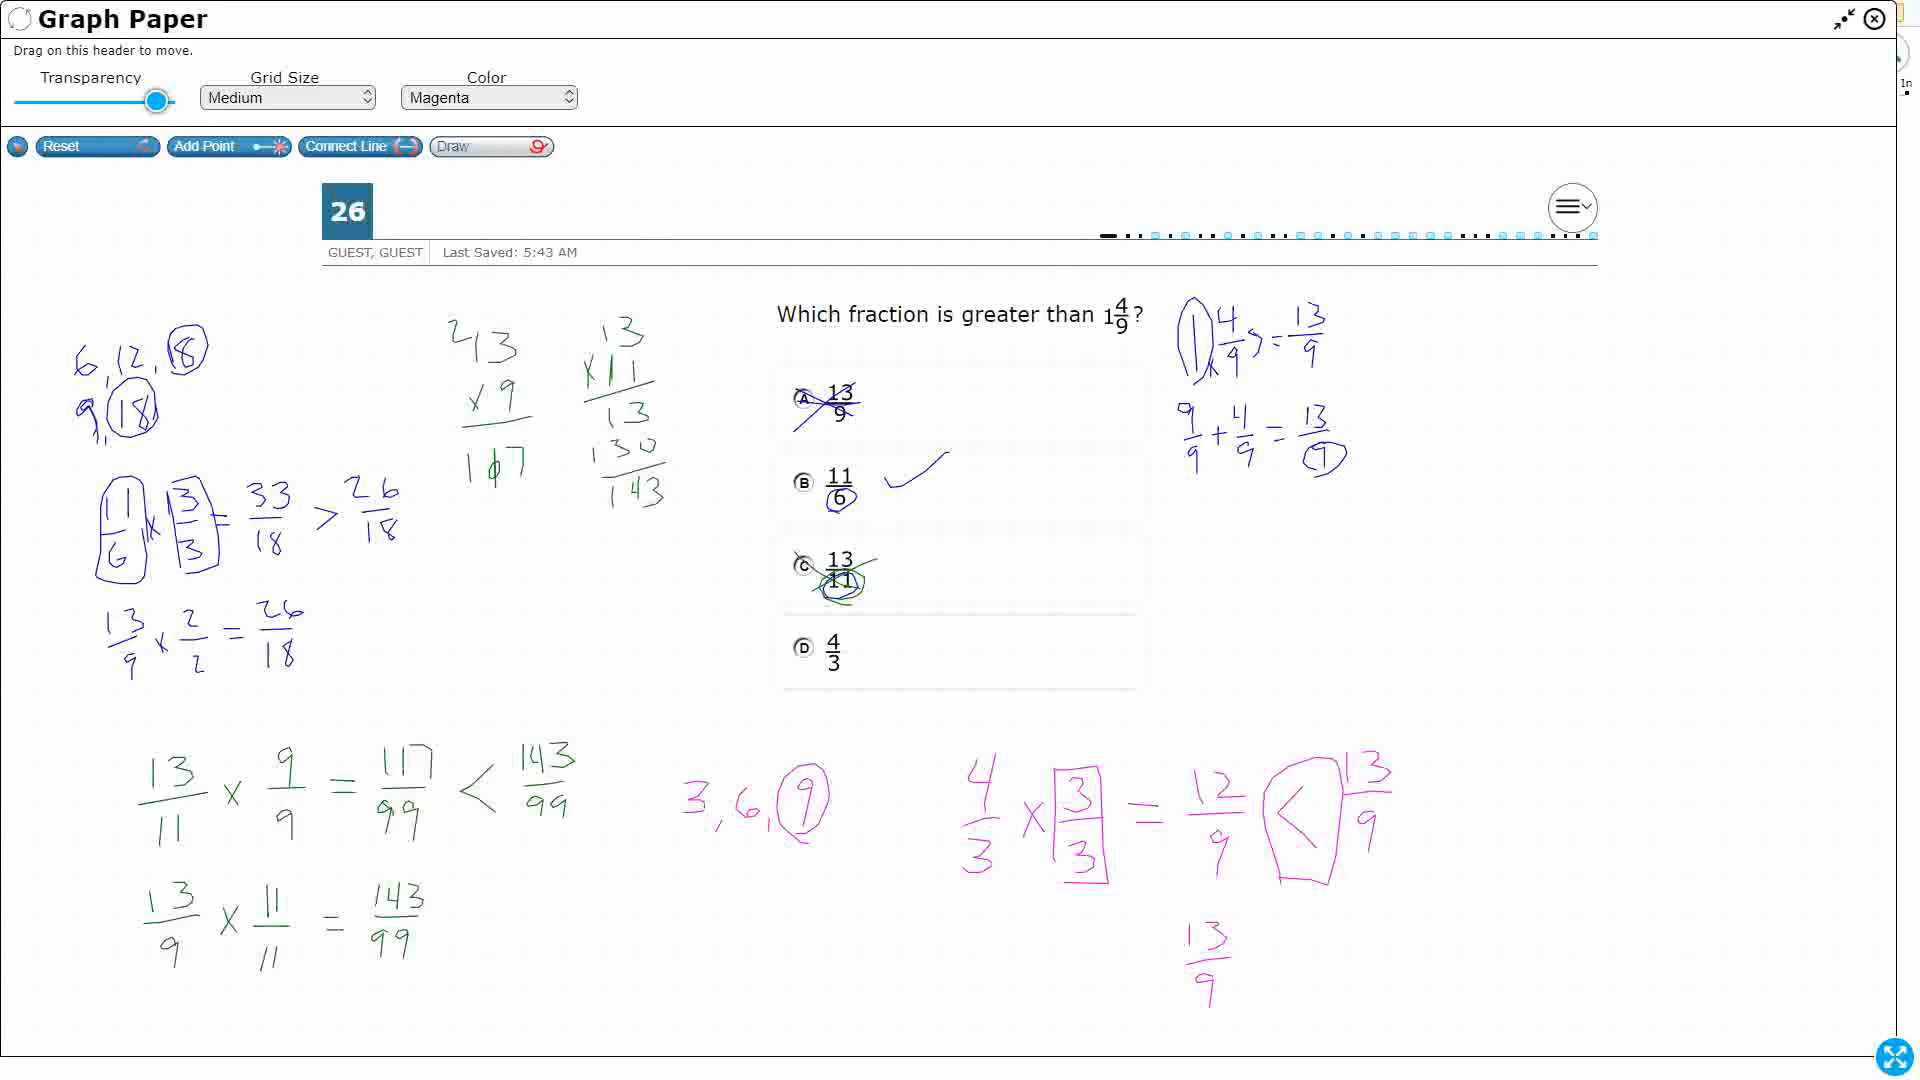 Graph Paper
Drag on this header to move.
Transparency Grid Size Color
Medium Magenta
Reset Add Point Connect Line Draw
26
GUEST, GUEST Last Saved: 5:43 AM
Which fraction is greater than 1 4/9 ?
A 13/9
B 11/6
C 13/11
D 4/3
1 4/9 = 13/9
9/9 + 4/9 = 13/9
6, 12, 18
9, 18
11/6 x 3/3 = 33/18 > 26/18
13/9 x 2/2 = 26/18
2
13
x 9
117
13
x 11
13
130
143
13/11 x 9/9 = 117/99 < 143/99
13/9 x 11/11 = 143/99
3, 6, 9
4/3 x 3/3 = 12/9 < 13/9
13/9